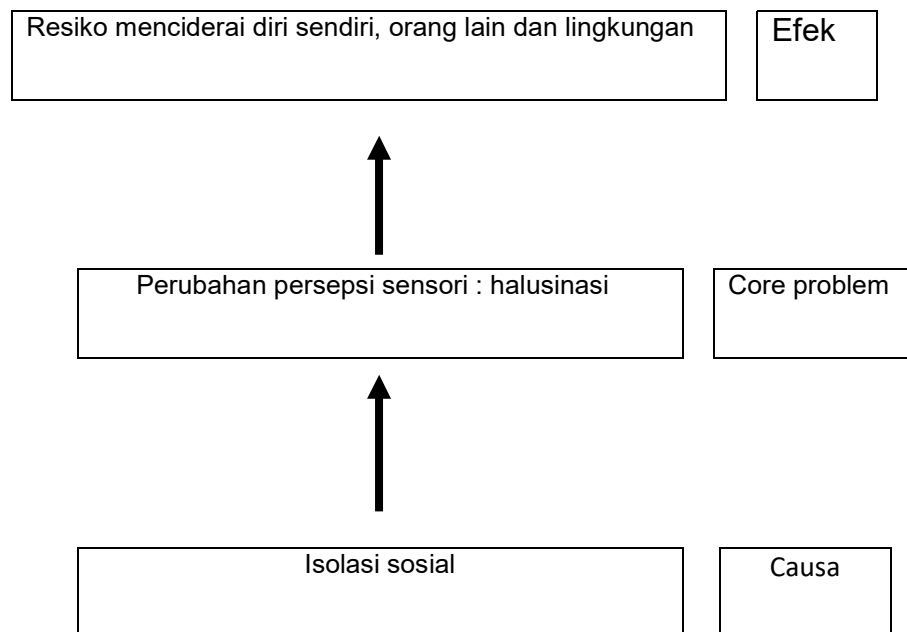 Resiko menciderai diri sendiri, orang lain dan lingkungan
Efek
Perubahan persepsi sensori : halusinasi
Core problem
Isolasi sosial
Causa